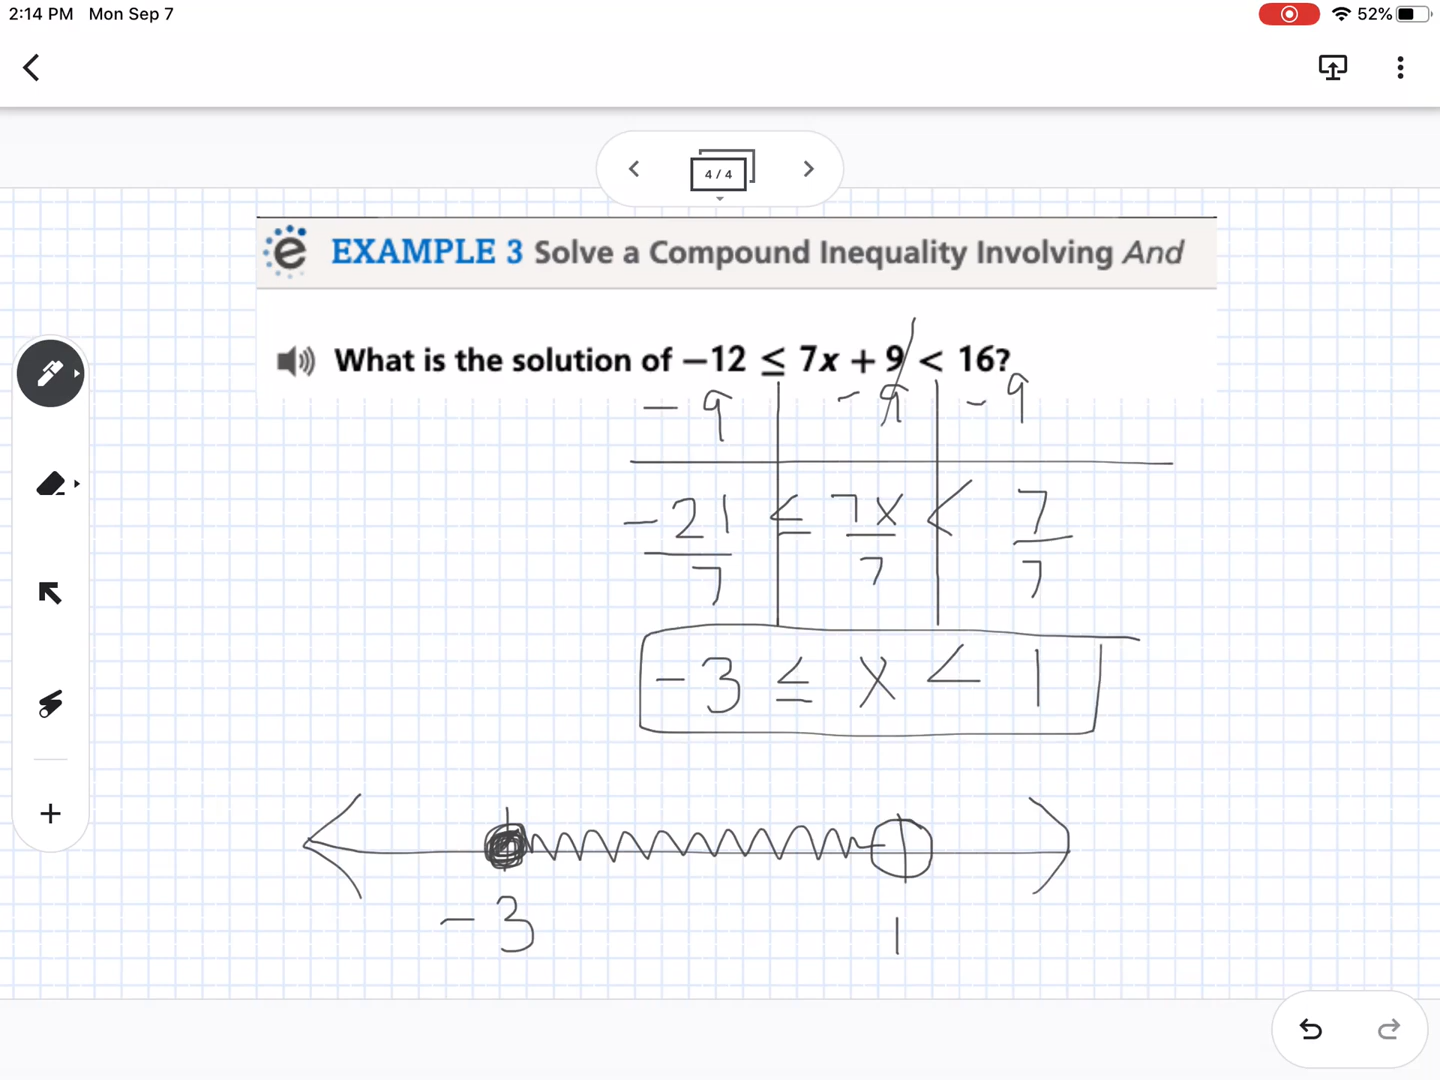 2:14 PM Mon Sep 7 52%
4 / 4
e EXAMPLE 3 Solve a Compound Inequality Involving And
What is the solution of −12 ≤ 7x + 9 < 16?
− 9 - 9 - 9
−21 ≤ 7x < 7
7 7 7
- 3 ≤ x < 1
- 3 1